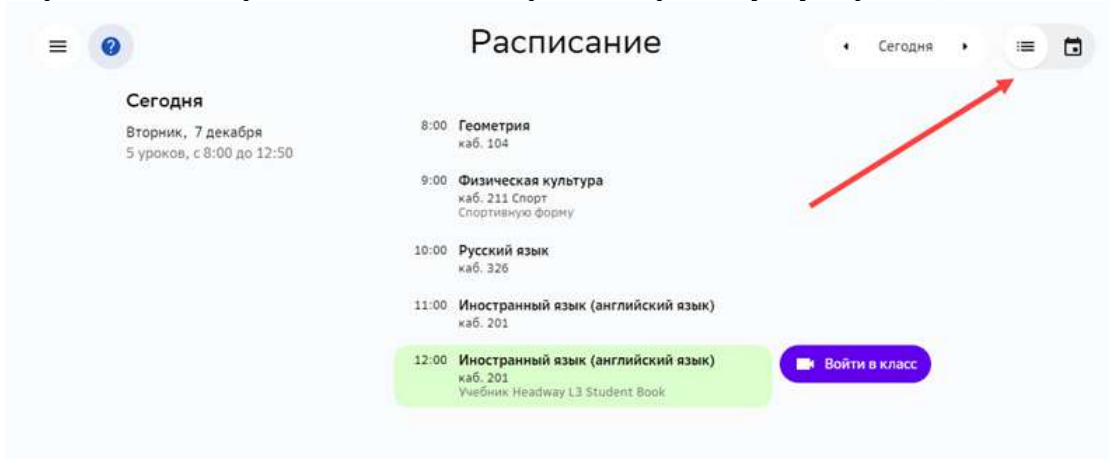 Расписание
Сегодня
Сегодня
Вторник, 7 декабря
5 уроков, с 8:00 до 12:50
8:00 Геометрия
каб. 104
9:00 Физическая культура
каб. 211 Спорт
Спортивную форму
10:00 Русский язык
каб. 326
11:00 Иностранный язык (английский язык)
каб. 201
12:00 Иностранный язык (английский язык)
каб. 201
Учебник Headway L3 Student Book
Войти в класс